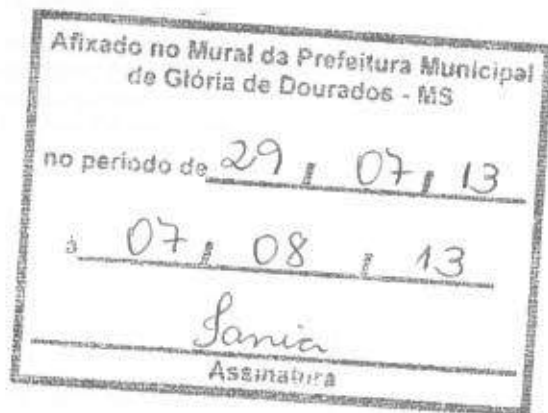 Afixado no Mural da Prefeitura Municipal
de Glória de Dourados - MS
no período de 29 / 07 / 13
à 07 / 08 / 13
Sania
Assinatura